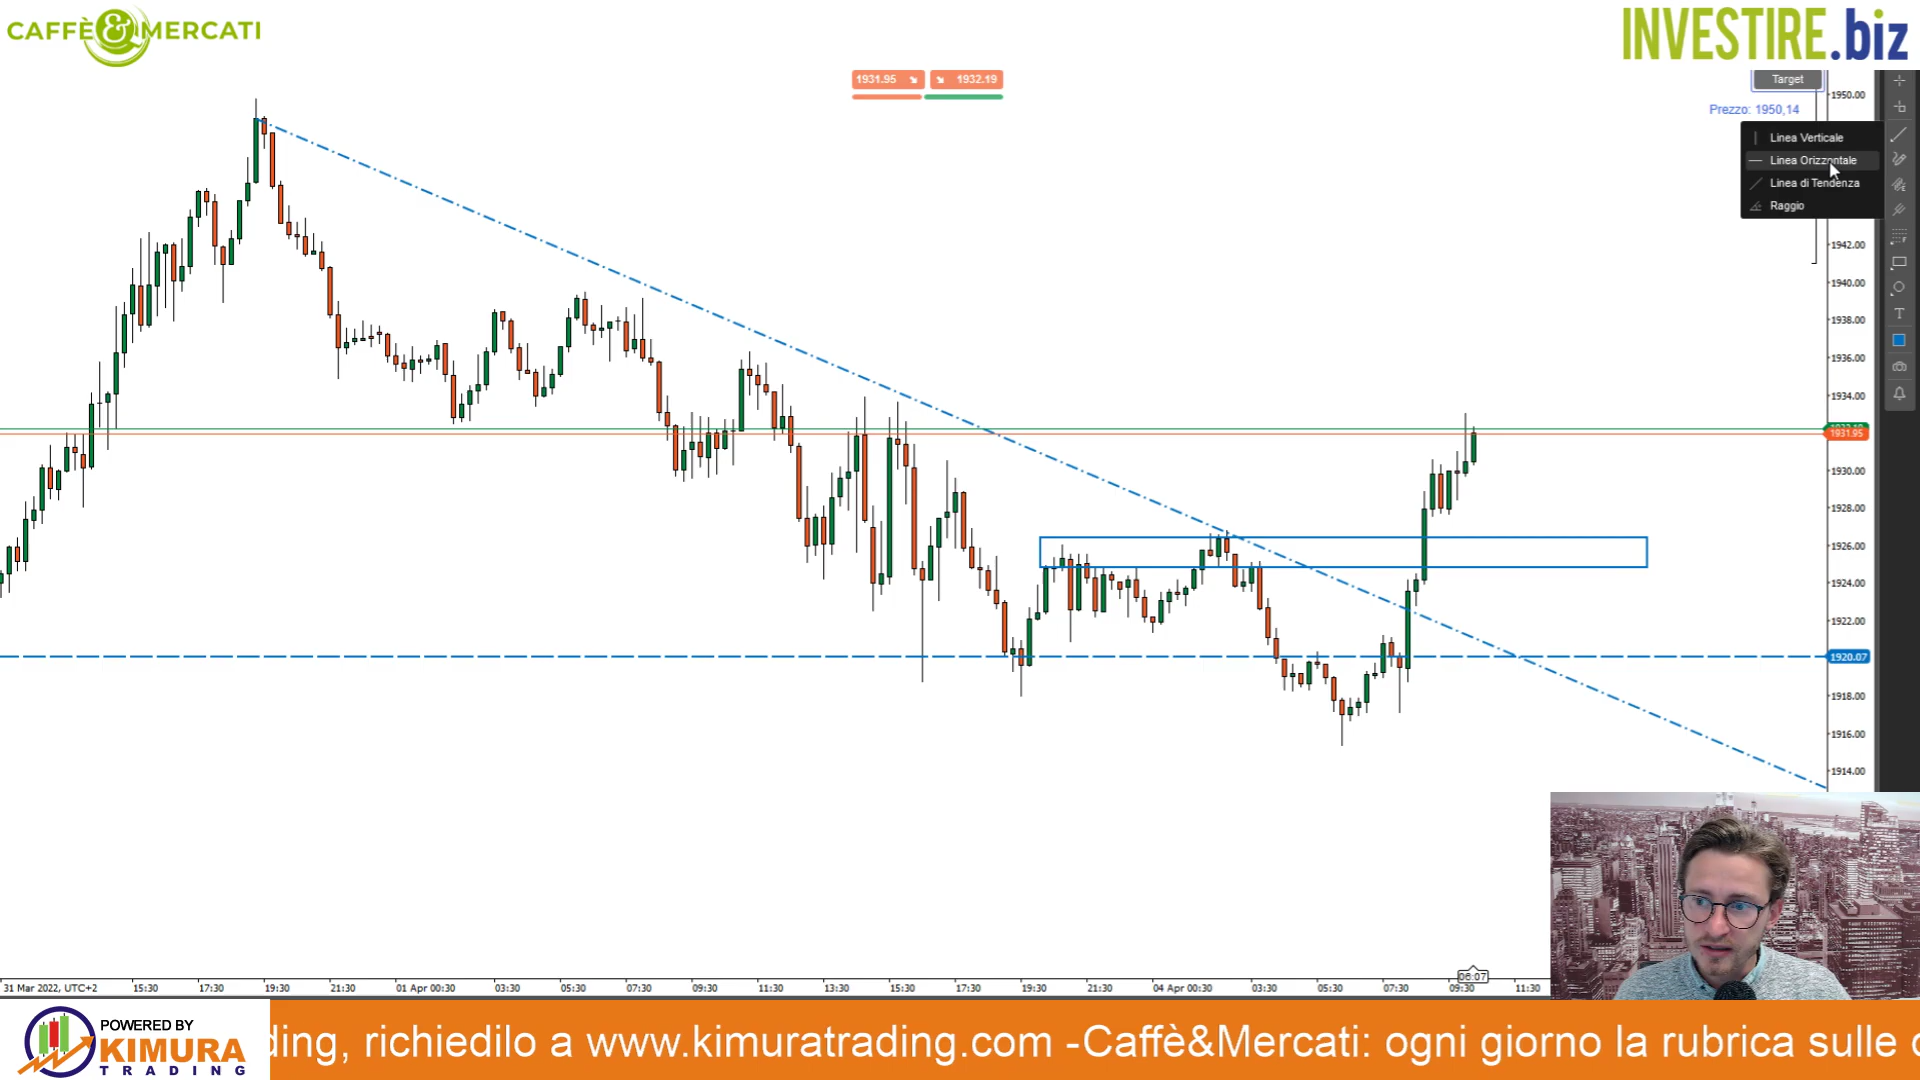 CAFFÈ&MERCATI
INVESTIRE.biz
1931.95
1932.19
Target
Prezzo: 1950,14
Linea Verticale
Linea Orizzontale
Linea di Tendenza
Raggio
T
1950.00
1942.00
1940.00
1938.00
1936.00
1934.00
1931.95
1930.00
1928.00
1926.00
1924.00
1922.00
1920.07
1918.00
1916.00
1914.00
06:07
31 Mar 2022, UTC+2
15:30
17:30
19:30
21:30
01 Apr 00:30
03:30
05:30
07:30
09:30
11:30
13:30
15:30
17:30
19:30
21:30
04 Apr 00:30
03:30
05:30
07:30
09:30
11:30
POWERED BY
KIMURA
TRADING
ding, richiedilo a www.kimuratrading.com -Caffè&Mercati: ogni giorno la rubrica sulle